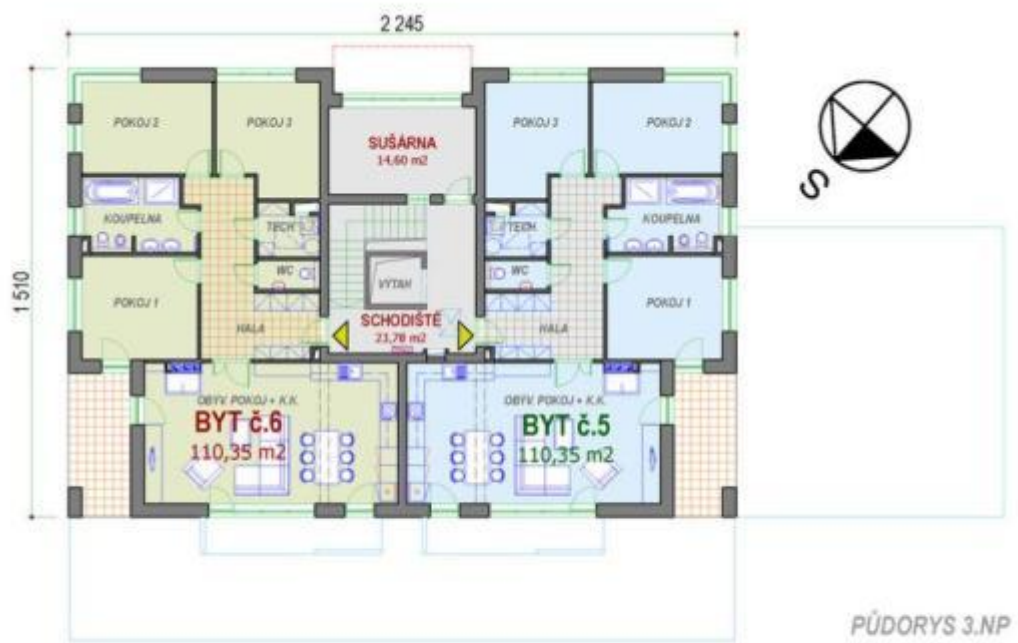 2 245
POKOJ 2
POKOJ 3
SUŠÁRNA
14,60 m2
POKOJ 3
POKOJ 2
S
KOUPELNA
TECH
TECH
KOUPELNA
WC
WC
1 510
POKOJ 1
VÝTAH
POKOJ 1
HALA
SCHODIŠTĚ
23,78 m2
HALA
OBYV. POKOJ + K.K.
BYT č.6
110,35 m2
OBYV. POKOJ + K.K.
BYT č.5
110,35 m2
PŮDORYS 3.NP